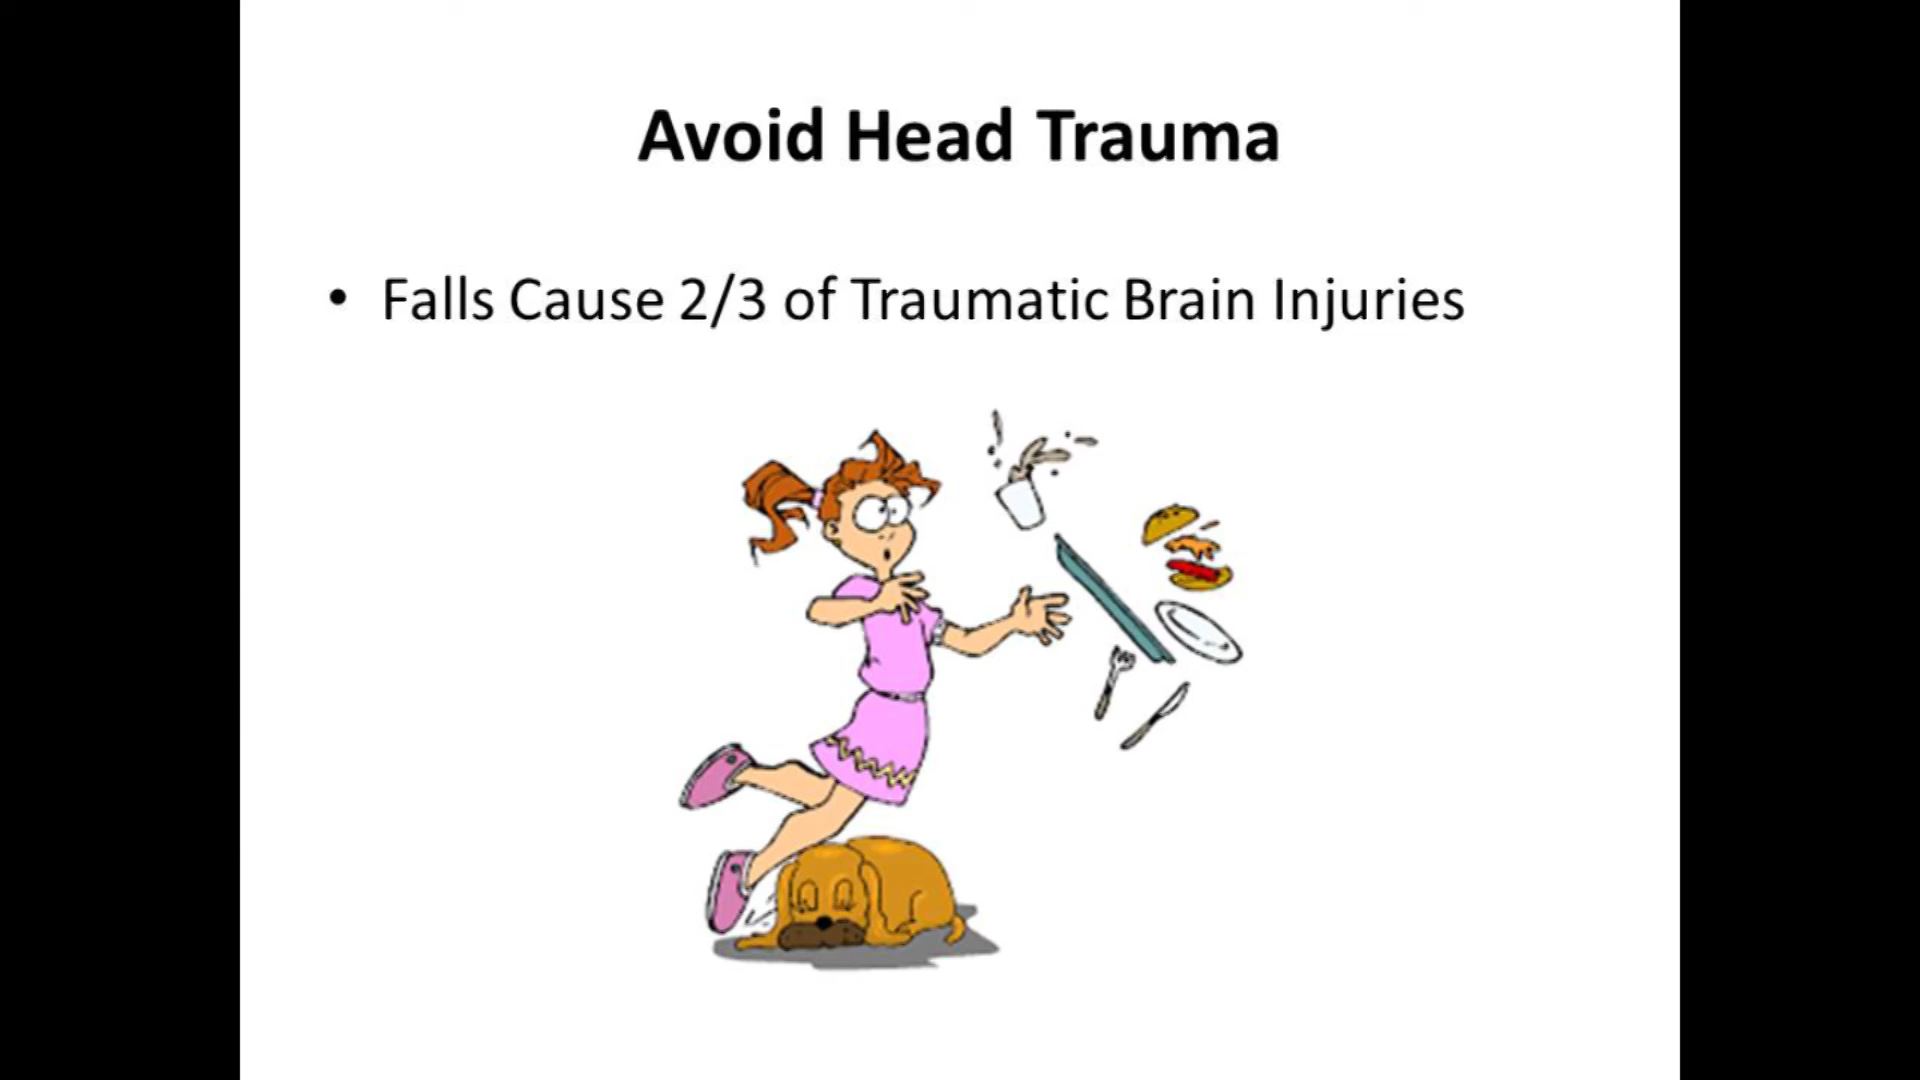 Avoid Head Trauma
• Falls Cause 2/3 of Traumatic Brain Injuries